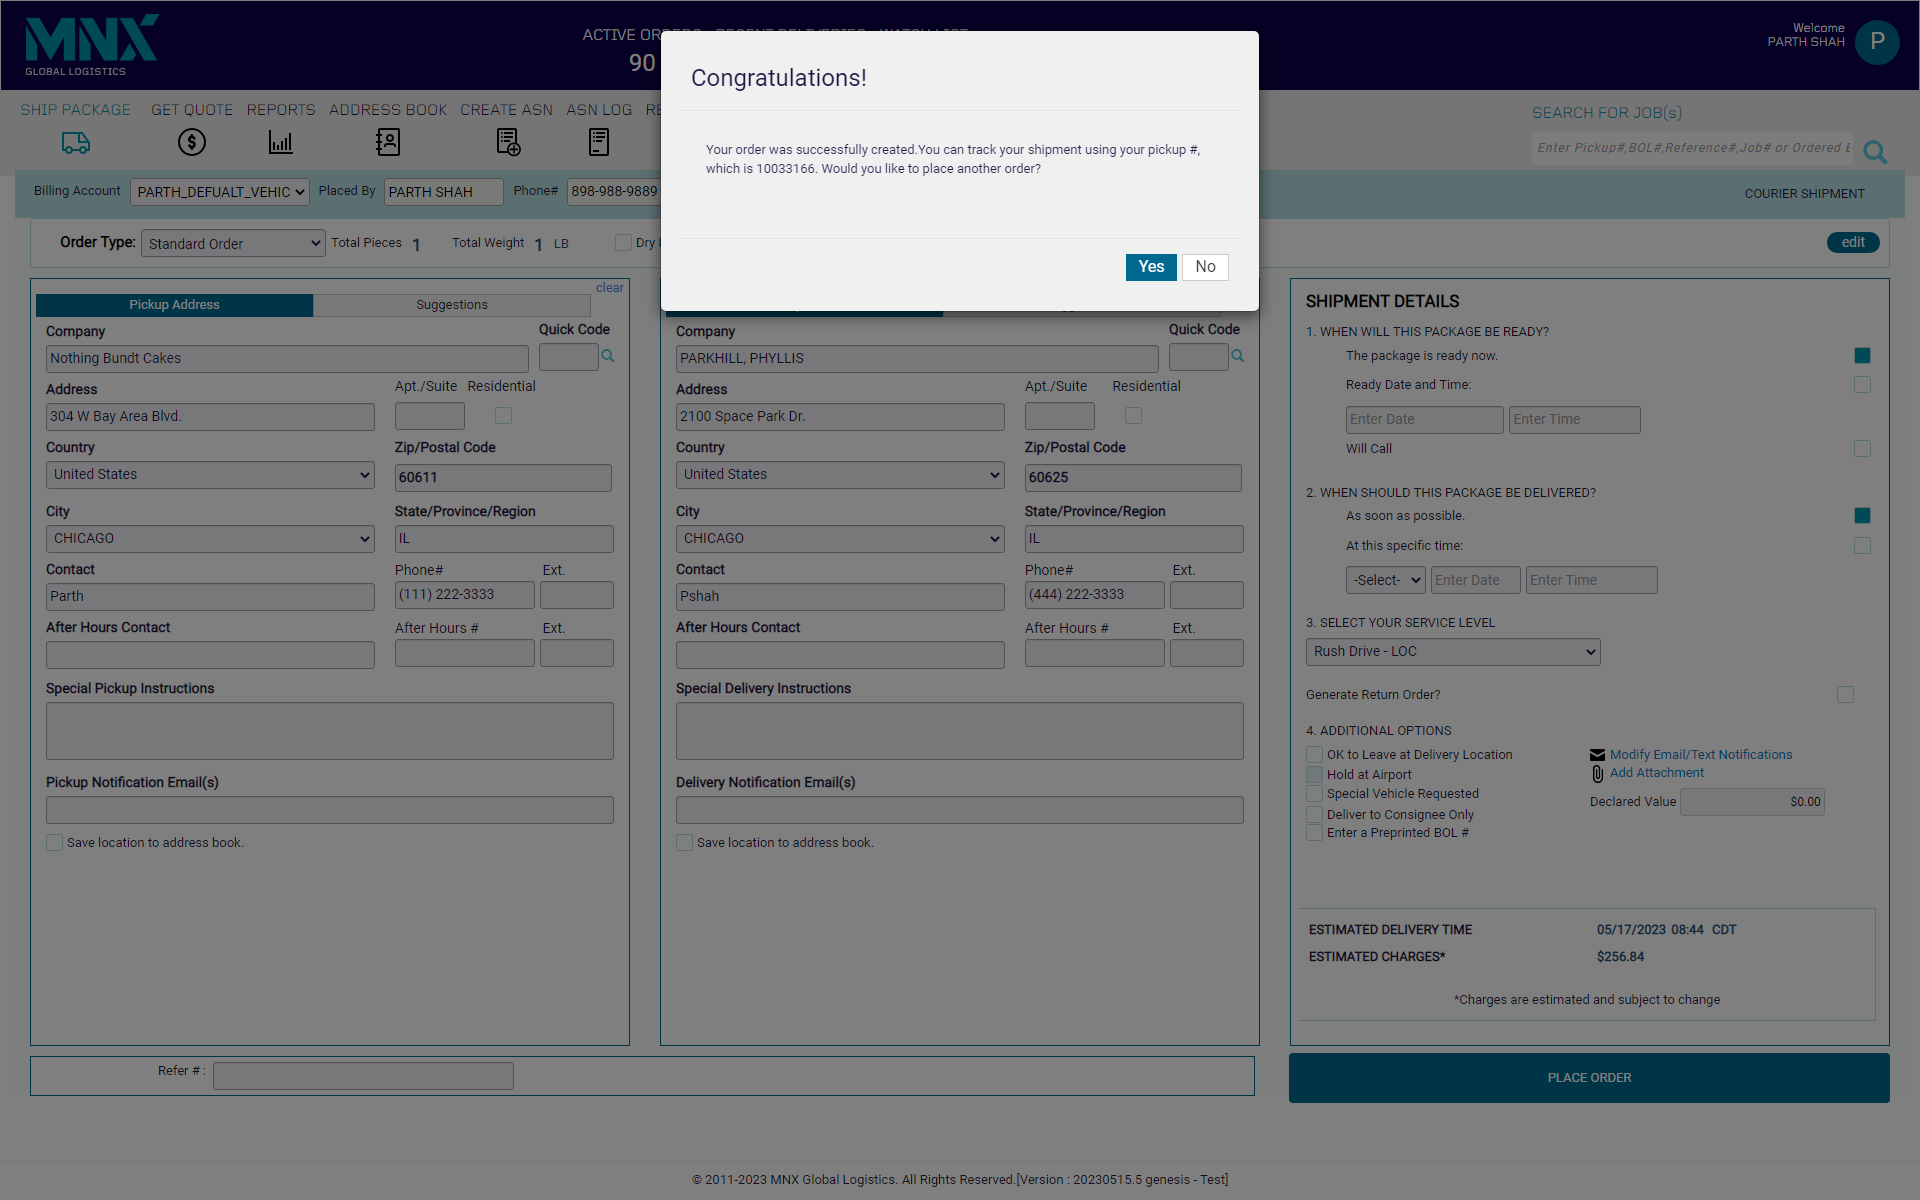 MNX
GLOBAL LOGISTICS
ACTIVE ORDERS RECENT DELIVERIES WATCH LIST
90
Welcome
PARTH SHAH
P
SHIP PACKAGE GET QUOTE REPORTS ADDRESS BOOK CREATE ASN ASN LOG
SEARCH FOR JOB(s)
Enter Pickup#,BOL#,Reference#,Job# or Ordered
Congratulations!
Your order was successfully created.You can track your shipment using your pickup #,
which is 10033166. Would you like to place another order?
Yes No
Billing Account PARTH_DEFUALT_VEHIC Placed By PARTH SHAH Phone# 898-988-9889
COURIER SHIPMENT
Order Type: Standard Order Total Pieces 1 Total Weight 1 LB Dry
edit
clear
Pickup Address Suggestions
Company Quick Code
Nothing Bundt Cakes
Address Apt./Suite Residential
304 W Bay Area Blvd.
Country Zip/Postal Code
United States 60611
City State/Province/Region
CHICAGO IL
Contact Phone# Ext.
Parth (111) 222-3333
After Hours Contact After Hours # Ext.
Special Pickup Instructions
Pickup Notification Email(s)
Save location to address book.
Company Quick Code
PARKHILL, PHYLLIS
Address Apt./Suite Residential
2100 Space Park Dr.
Country Zip/Postal Code
United States 60625
City State/Province/Region
CHICAGO IL
Contact Phone# Ext.
Pshah (444) 222-3333
After Hours Contact After Hours # Ext.
Special Delivery Instructions
Delivery Notification Email(s)
Save location to address book.
SHIPMENT DETAILS
1. WHEN WILL THIS PACKAGE BE READY?
The package is ready now.
Ready Date and Time:
Enter Date Enter Time
Will Call
2. WHEN SHOULD THIS PACKAGE BE DELIVERED?
As soon as possible.
At this specific time:
-Select- Enter Date Enter Time
3. SELECT YOUR SERVICE LEVEL
Rush Drive - LOC
Generate Return Order?
4. ADDITIONAL OPTIONS
OK to Leave at Delivery Location
Hold at Airport
Special Vehicle Requested
Deliver to Consignee Only
Enter a Preprinted BOL #
Modify Email/Text Notifications
Add Attachment
Declared Value $0.00
ESTIMATED DELIVERY TIME 05/17/2023 08:44 CDT
ESTIMATED CHARGES* $256.84
*Charges are estimated and subject to change
Refer # :
PLACE ORDER
© 2011-2023 MNX Global Logistics. All Rights Reserved.[Version : 20230515.5 genesis - Test]